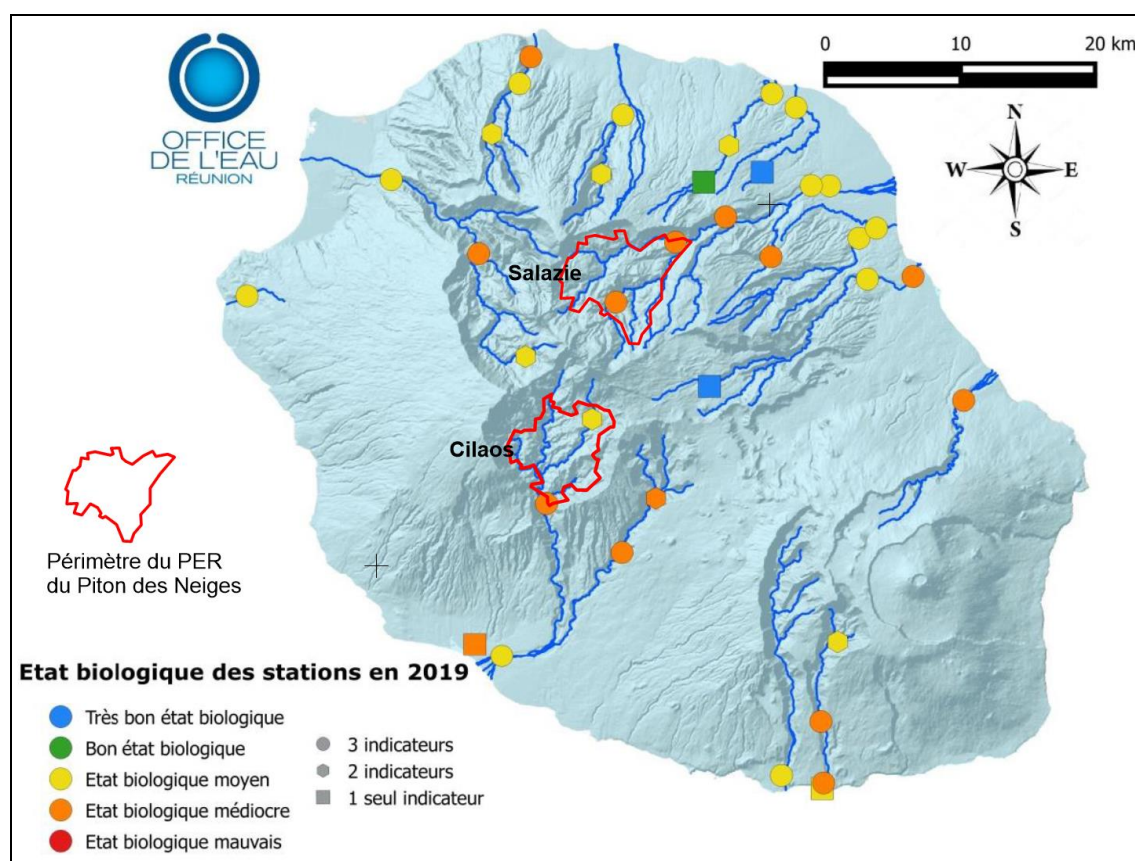 OFFICE
DE L'EAU
RÉUNION
0 10 20 km
N
W E
S
Salazie
Cilaos
Périmètre du PER
du Piton des Neiges
Etat biologique des stations en 2019
Très bon état biologique
Bon état biologique
Etat biologique moyen
Etat biologique médiocre
Etat biologique mauvais
3 indicateurs
2 indicateurs
1 seul indicateur